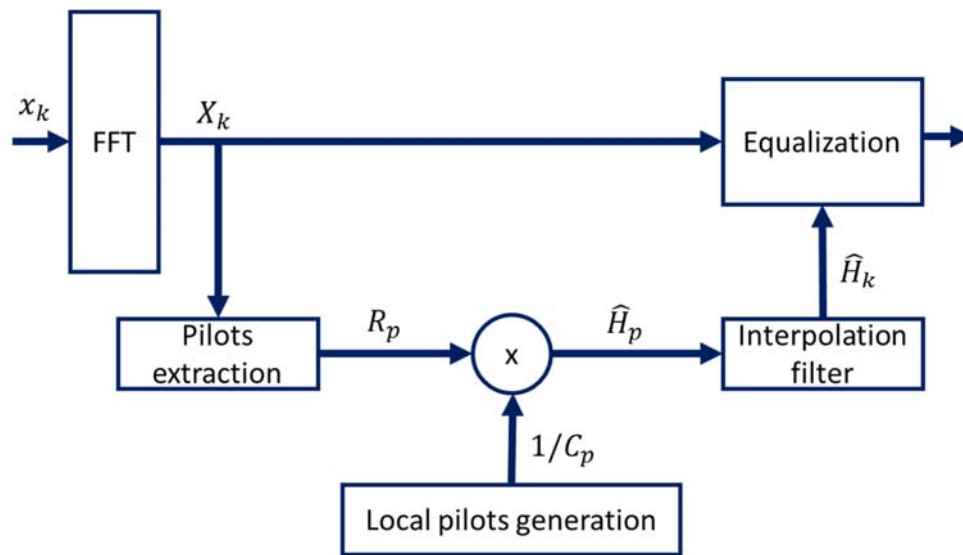 x_k
FFT
X_k
Equalization
Ĥ_k
Pilots
extraction
R_p
x
Ĥ_p
Interpolation
filter
1/C_p
Local pilots generation